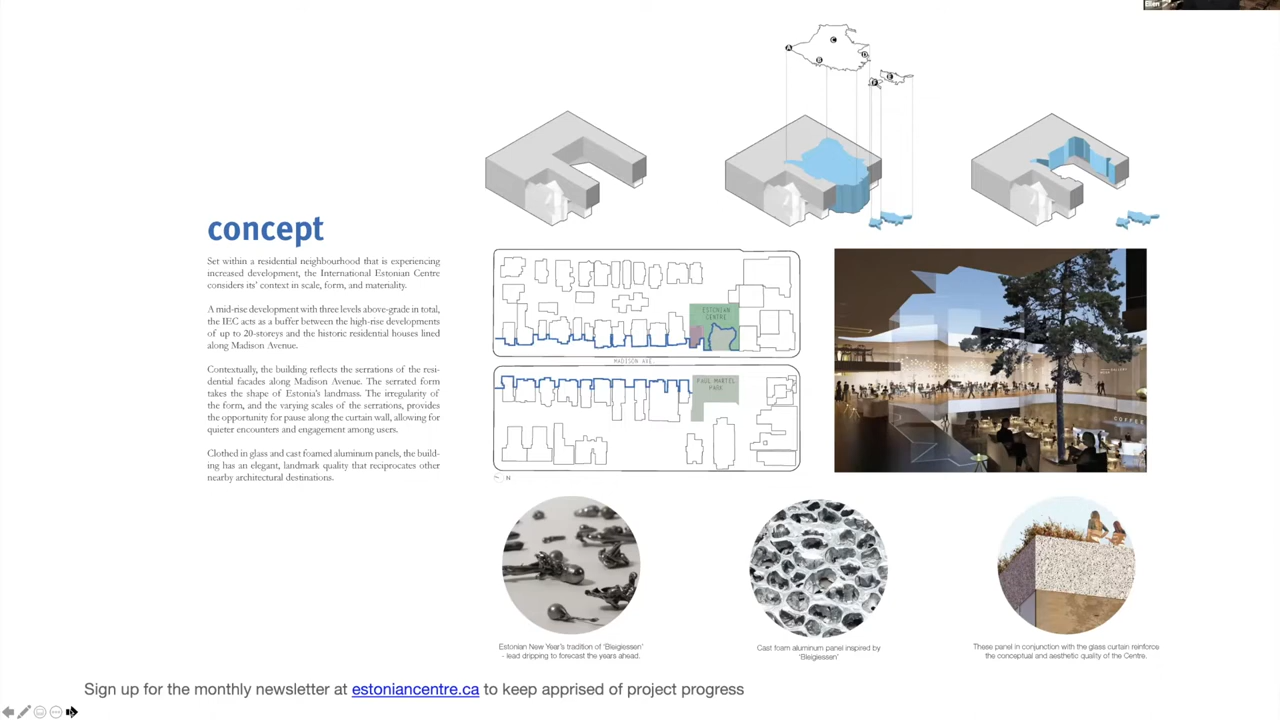 Ellen
A
C
B
D
E
F
concept
Set within a residential neighbourhood that is experiencing
increased development, the International Estonian Centre
considers its' context in scale, form, and materiality.
A mid-rise development with three levels above-grade in total,
the IEC acts as a buffer between the high-rise developments
of up to 20-storeys and the historic residential houses lined
along Madison Avenue.
Contextually, the building reflects the serrations of the resi-
dential facades along Madison Avenue. The serrated form
takes the shape of Estonia's landmass. The irregularity of
the form, and the varying scales of the serrations, provides
the opportunity for pause along the curtain wall, allowing for
quieter encounters and engagement among users.
Clothed in glass and cast foamed aluminum panels, the build-
ing has an elegant, landmark quality that reciprocates other
nearby architectural destinations.
ESTONIAN
CENTRE
MADISON AVE.
PAUL MARTEL
PARK
N
GALLERY
COFFEE
Estonian New Year's tradition of 'Bleigiessen'
- lead dripping to forecast the years ahead.
Cast foam aluminum panel inspired by
'Bleigiessen'
These panel in conjunction with the glass curtain reinforce
the conceptual and aesthetic quality of the Centre.
Sign up for the monthly newsletter at estoniancentre.ca to keep apprised of project progress